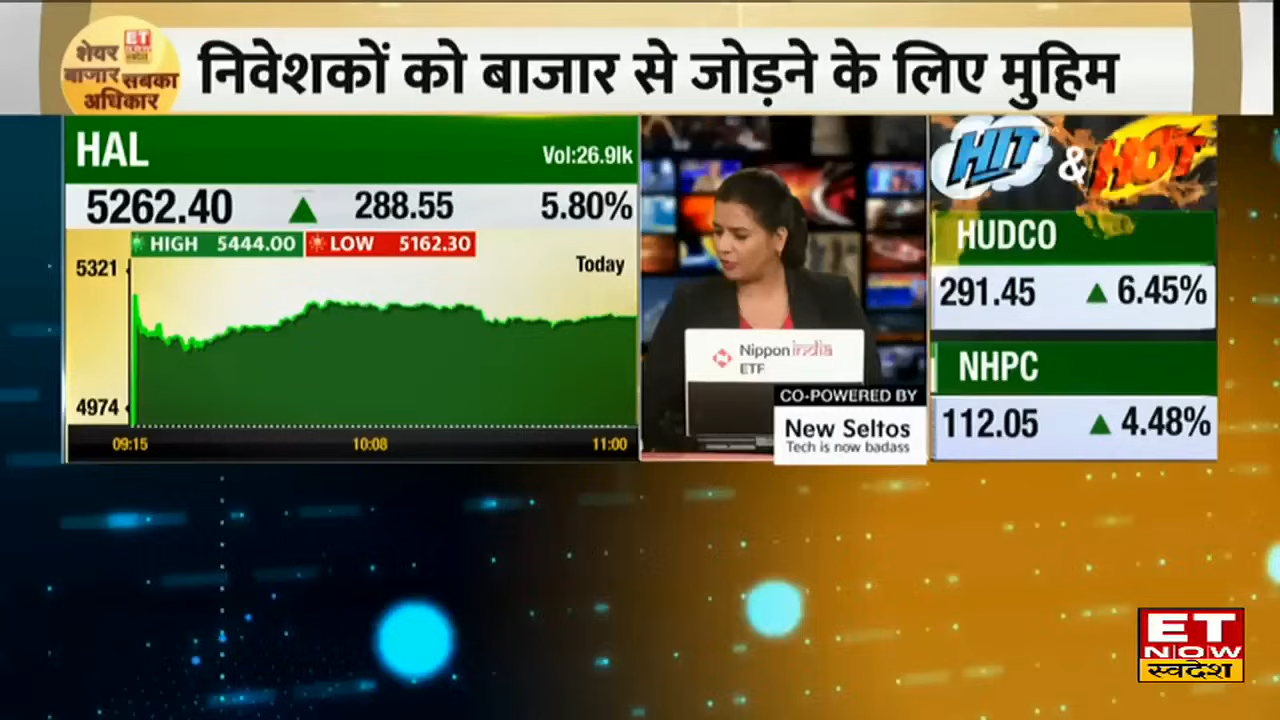 शेयर
बाजार सबका
अधिकार
ET
NOW
स्वदेश
निवेशकों को बाजार से जोड़ने के लिए मुहिम
HAL
Vol:26.9lk
5262.40 ▲ 288.55 5.80%
HIGH 5444.00 LOW 5162.30
5321
Today
4974
09:15 10:08 11:00
Nippon india
ETF
CO-POWERED BY
New Seltos
Tech is now badass
HIT & HOT
HUDCO
291.45 ▲ 6.45%
NHPC
112.05 ▲ 4.48%
ET
NOW
स्वदेश